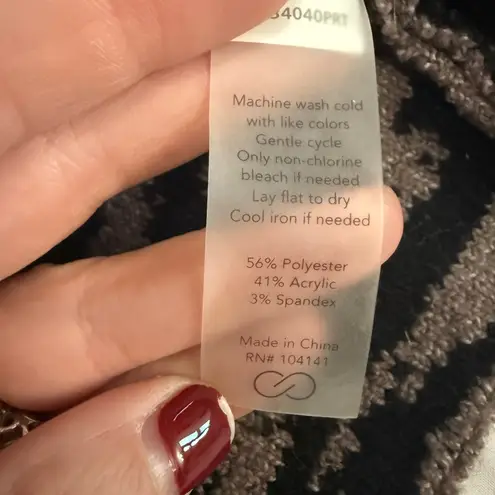 34040PRT
Machine wash cold
with like colors
Gentle cycle
Only non-chlorine
bleach if needed
Lay flat to dry
Cool iron if needed
56% Polyester
41% Acrylic
3% Spandex
Made in China
RN# 104141